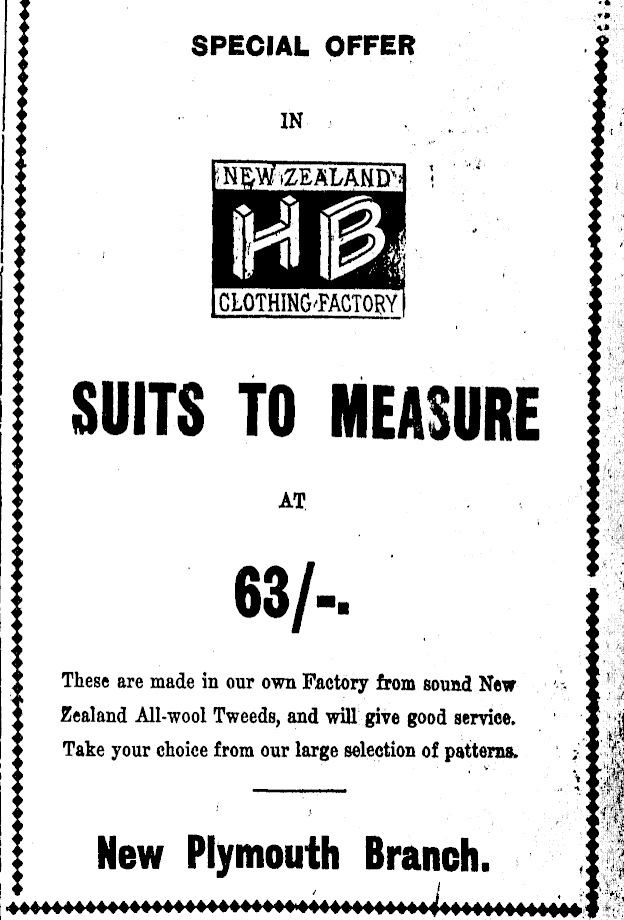 SPECIAL OFFER
IN
NEW ZEALAND
HB
CLOTHING FACTORY
SUITS TO MEASURE
AT
63/-.
These are made in our own Factory from sound New
Zealand All-wool Tweeds, and will give good service.
Take your choice from our large selection of patterns.
New Plymouth Branch.